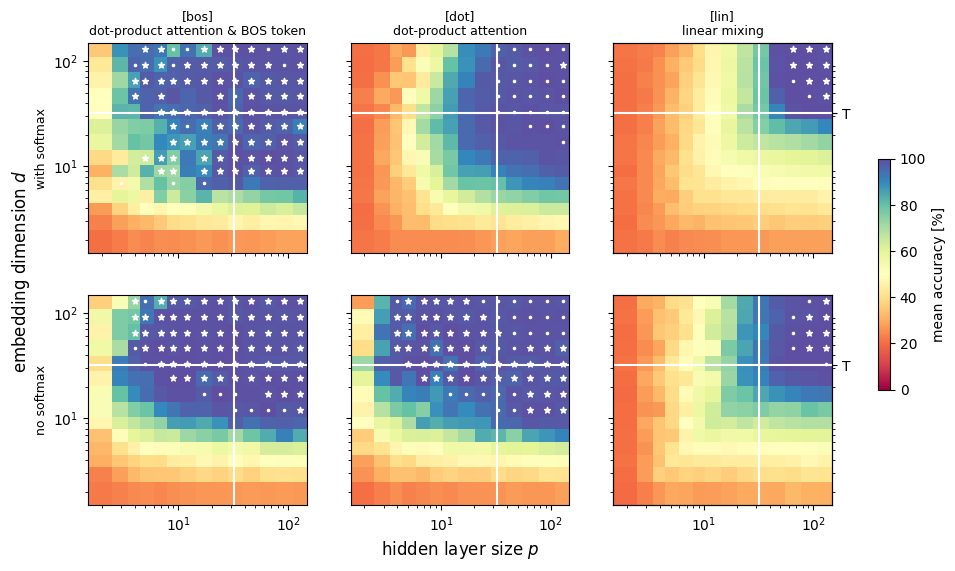 [bos]
dot-product attention & BOS token
[dot]
dot-product attention
[lin]
linear mixing
10²
10¹
with softmax
T
embedding dimension d
100
80
60
40
20
0
mean accuracy [%]
10²
10¹
no softmax
T
10¹ 10²
10¹ 10²
10¹ 10²
hidden layer size p